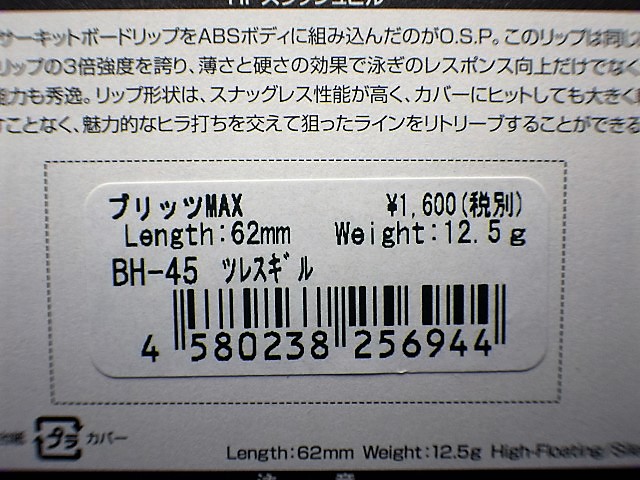 サーキットボードリップをABSボディに組み込んだのがO.S.P。このリップは同じ
リップの3倍強度を誇り、薄さと硬さの効果で泳ぎのレスポンス向上だけでなく
能力も秀逸。リップ形状は、スナッグレス性能が高く、カバーにヒットしても大きく
すことなく、魅力的なヒラ打ちを交えて狙ったラインをリトリーブすることができる
ブリッツMAX ¥1,600(税別)
Length:62mm Weight:12.5g
BH-45 ツレスギル
4 580238 256944
プラ カバー
Length:62mm Weight:12.5g High-Floating
注 意